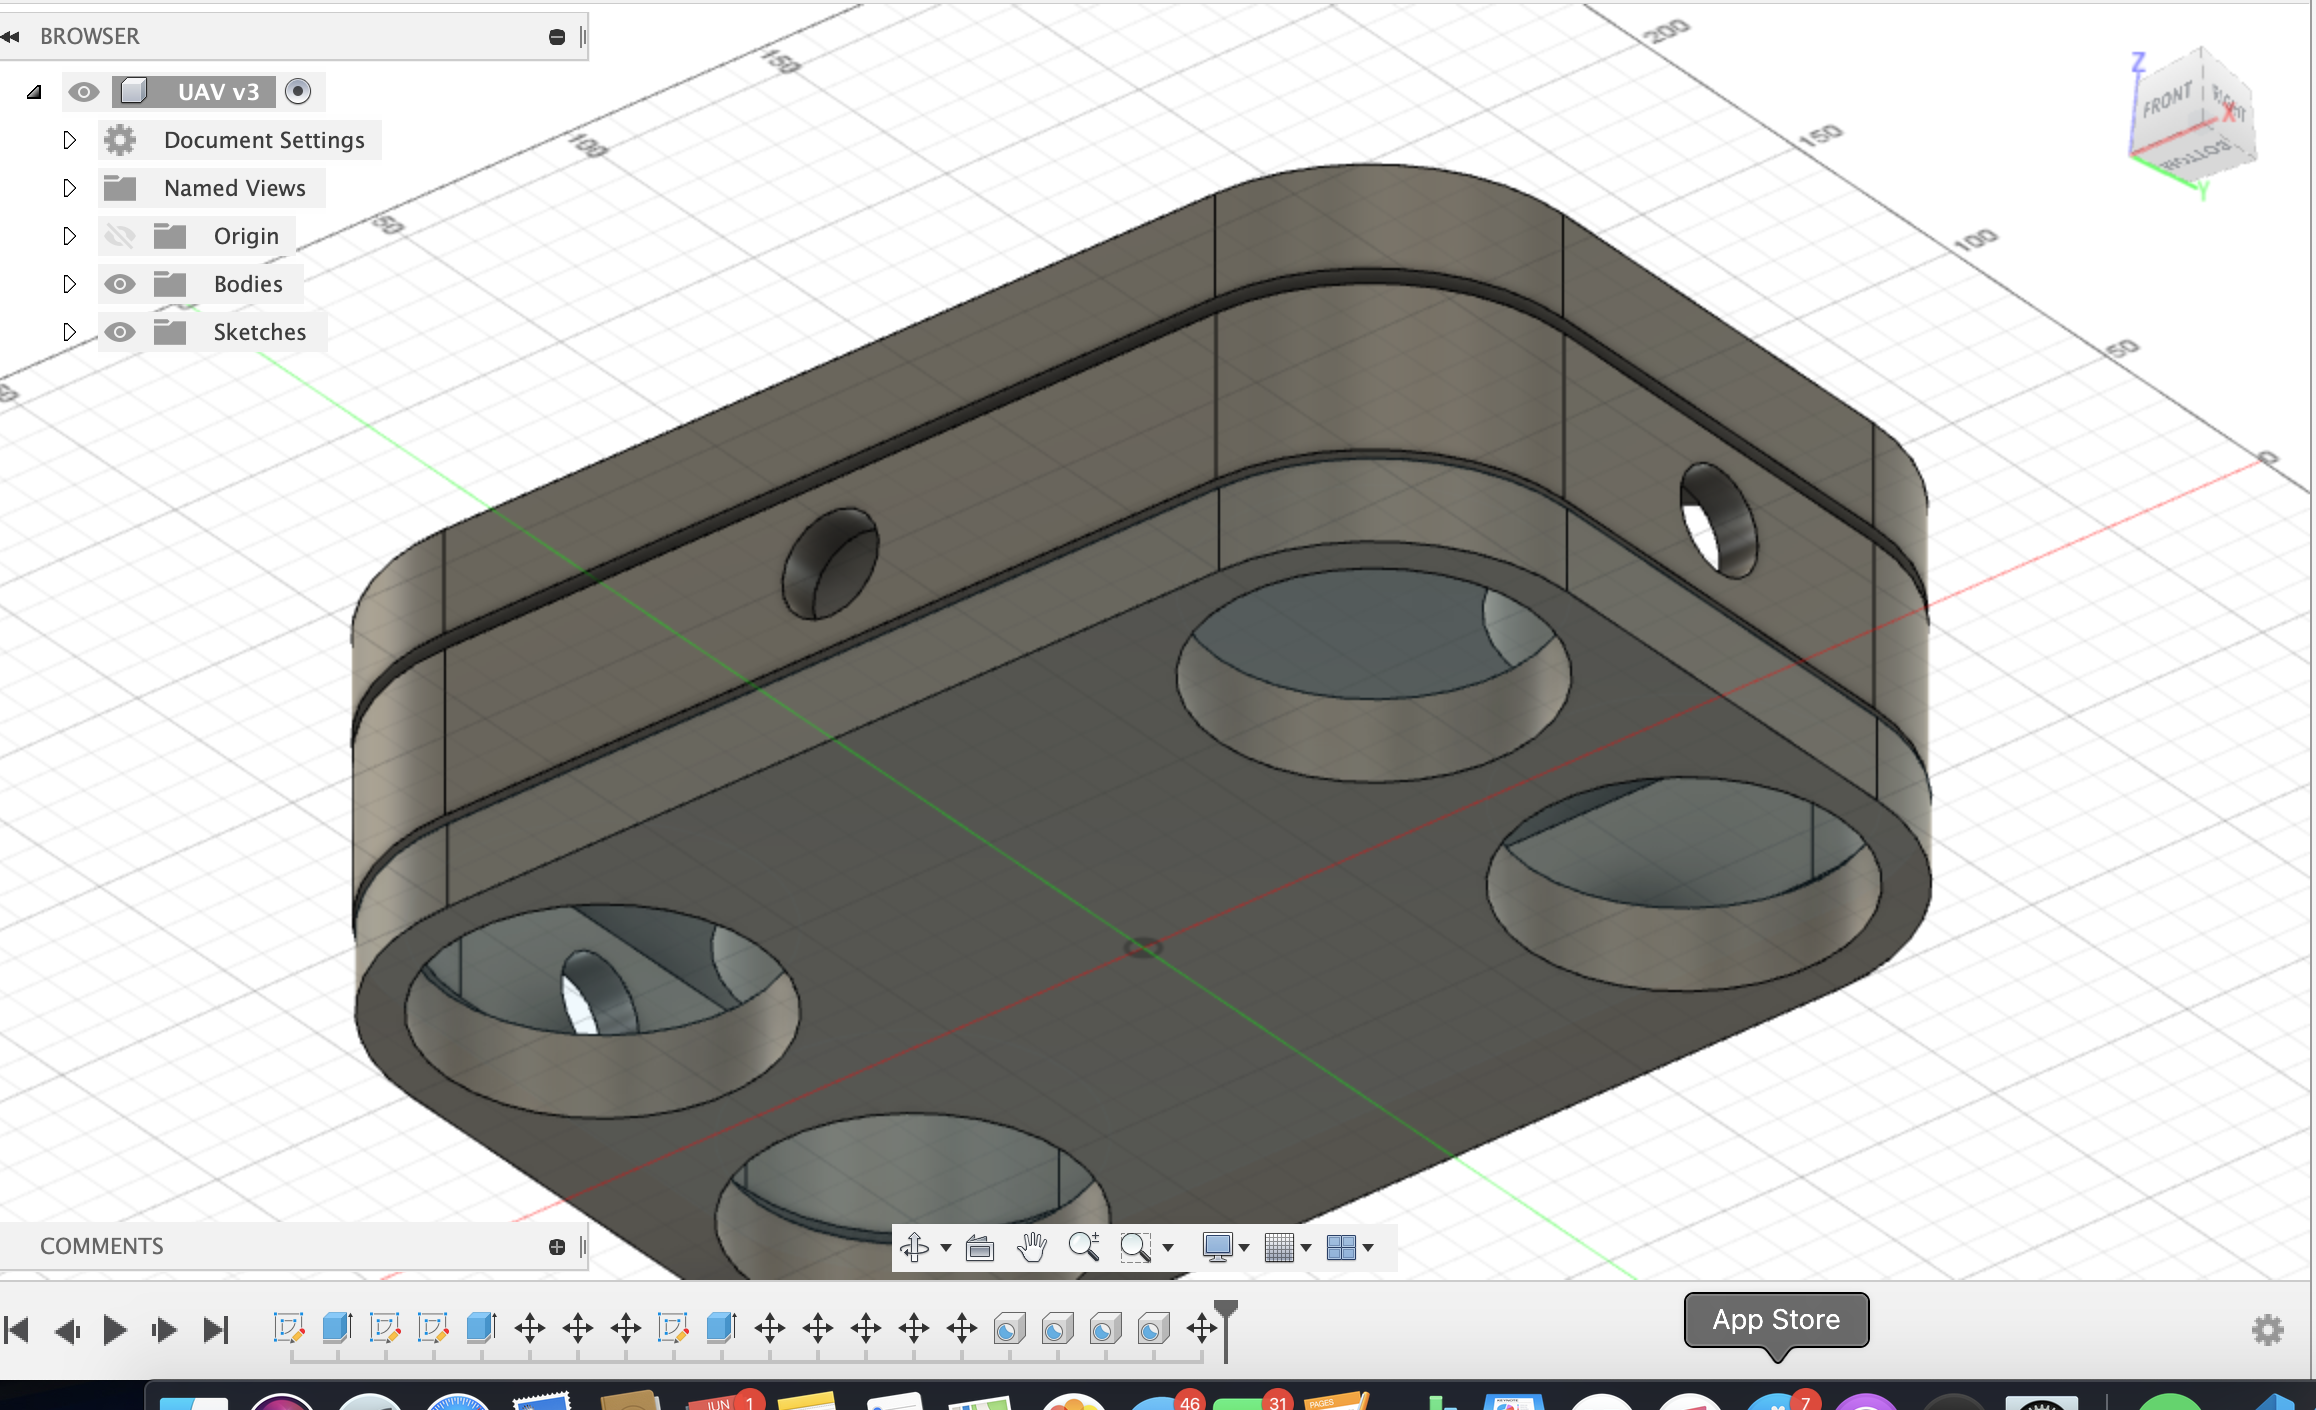 BROWSER
UAV v3
Document Settings
Named Views
Origin
Bodies
Sketches
50
100
150
200
150
100
50
0
Z
FRONT
RIGHT
X
BOTTOM
Y
COMMENTS
App Store
JUN
1
46
31
PAGES
7